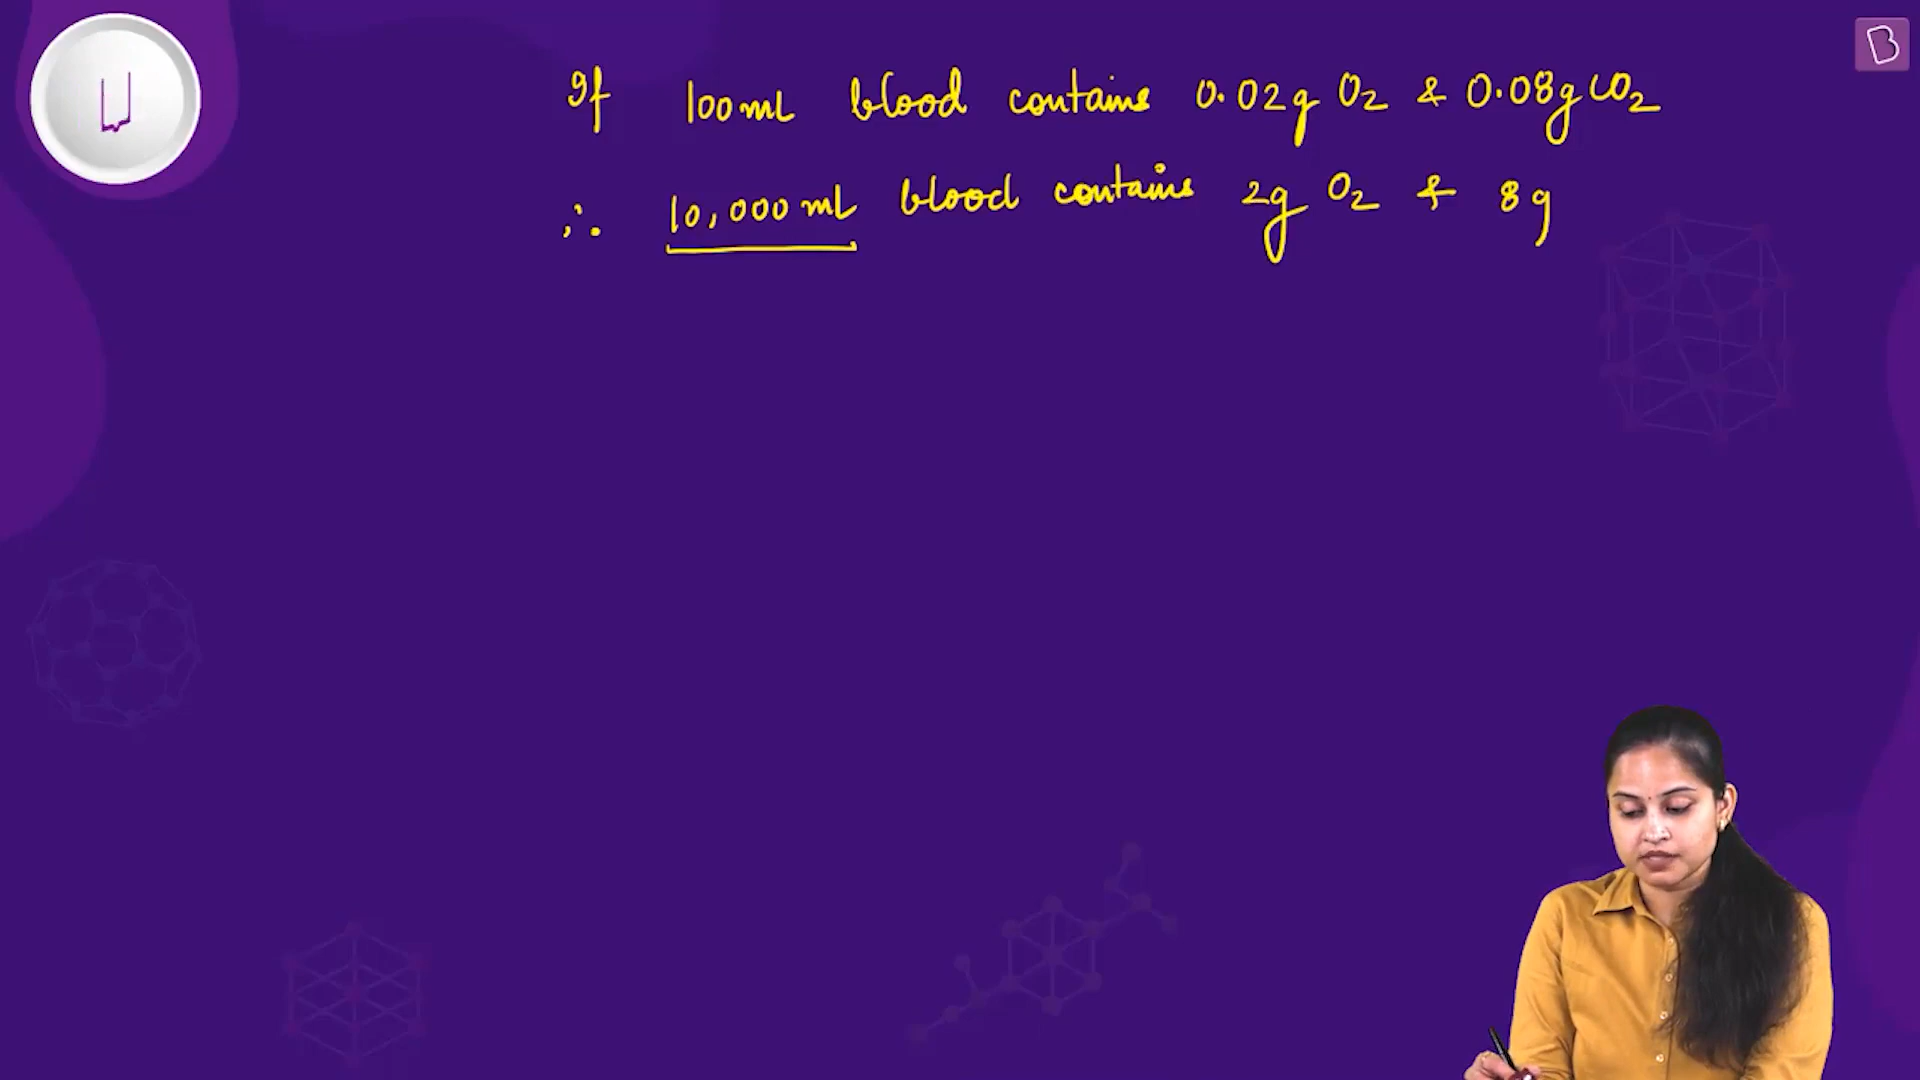 If 100 mL blood contains 0.02g O2 & 0.08g CO2
∴ 10,000 mL blood contains 2g O2 & 8g